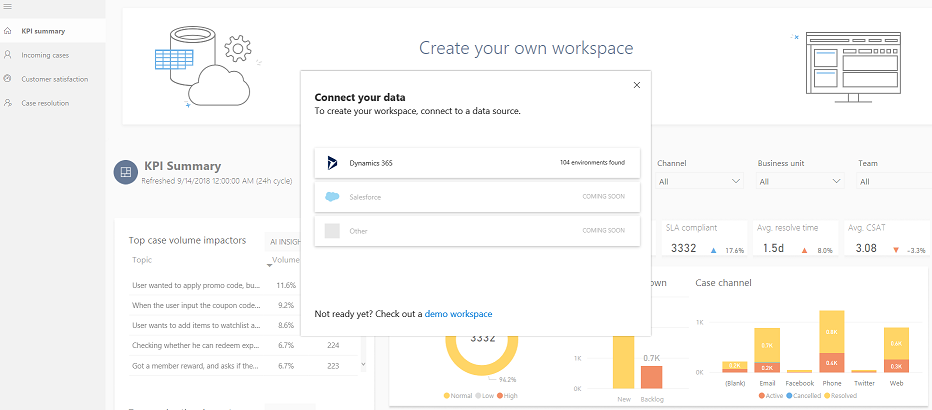 KPI summary
Incoming cases
Customer satisfaction
Case resolution
Create your own workspace
Connect your data
To create your workspace, connect to a data source.
Dynamics 365
104 environments found
Salesforce
COMING SOON
Other
COMING SOON
Not ready yet? Check out a demo workspace
KPI Summary
Refreshed 9/14/2018 12:00:00 AM (24h cycle)
Channel
All
Business unit
All
Team
All
SLA compliant
3332 17.6%
Avg. resolve time
1.5d 8.0%
Avg. CSAT
3.08 -3.3%
Top case volume impactors
AI INSIGH
Topic Volume
User wanted to apply promo code, bu... 11.6%
When the user input the coupon code... 9.2%
User wants to add items to watchlist a... 8.6%
Checking whether he can redeem exp... 6.7% 224
Got a member reward, and asks if the... 6.7% 223
3332
94.2%
Normal Low High
own
0K
0.7K
New Backlog
Case channel
1K
0K
0.7K
0.2K
0.8K
0.4K
0.6K
0.3K
(Blank) Email Facebook Phone Twitter Web
Active Cancelled Resolved